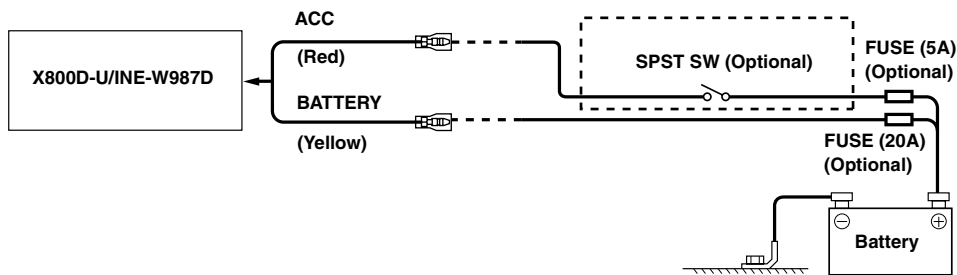 ACC
(Red)
X800D-U/INE-W987D
BATTERY
(Yellow)
SPST SW (Optional)
FUSE (5A)
(Optional)
FUSE (20A)
(Optional)
Battery